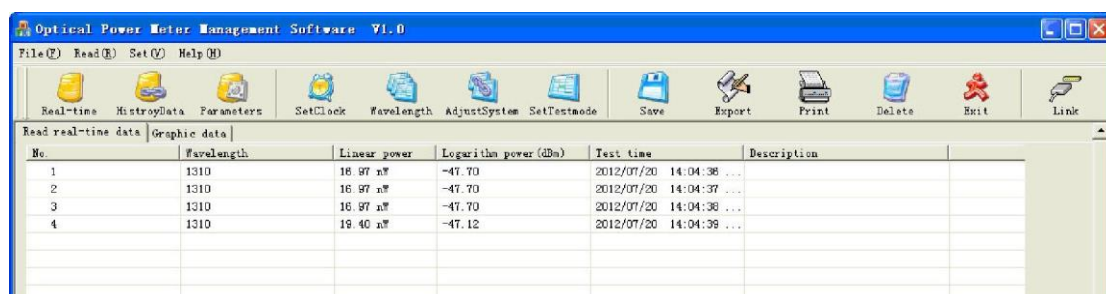 Optical Power Meter Management Software V1.0
File(F) Read(R) Set(V) Help(H)
Real-time HistroyData Parameters SetClock Wavelength AdjustSystem SetTestmode Save Export Print Delete Exit Link
Read real-time data Graphic data
No. Wavelength Linear power Logarithm power(dBm) Test time Description
1 1310 16.97 nW -47.70 2012/07/20 14:04:36 ...
2 1310 16.97 nW -47.70 2012/07/20 14:04:37 ...
3 1310 16.97 nW -47.70 2012/07/20 14:04:38 ...
4 1310 19.40 nW -47.12 2012/07/20 14:04:39 ...